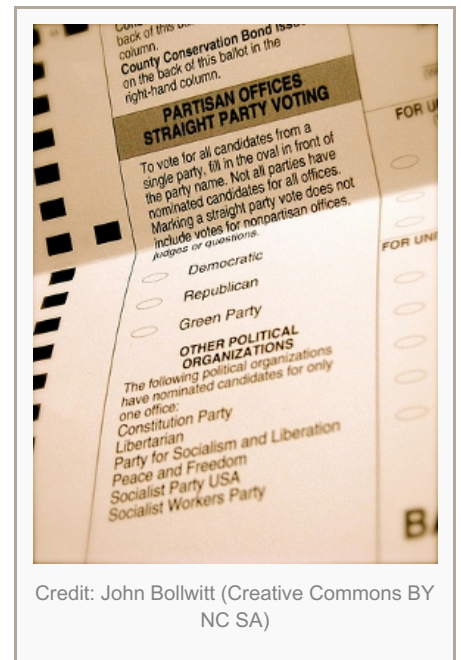 back of this ballot in the
column.
County Conservation Bond Issue
on the back of this ballot in the
right-hand column.
PARTISAN OFFICES
STRAIGHT PARTY VOTING
To vote for all candidates from a
single party, fill in the oval in front of
the party name. Not all parties have
nominated candidates for all offices.
Marking a straight party vote does not
include votes for nonpartisan offices,
judges or questions.
Democratic
Republican
Green Party
OTHER POLITICAL
ORGANIZATIONS
The following political organizations
have nominated candidates for only
one office:
Constitution Party
Libertarian
Party for Socialism and Liberation
Peace and Freedom
Socialist Party USA
Socialist Workers Party
FOR
FOR
Credit: John Bollwitt (Creative Commons BY
NC SA)